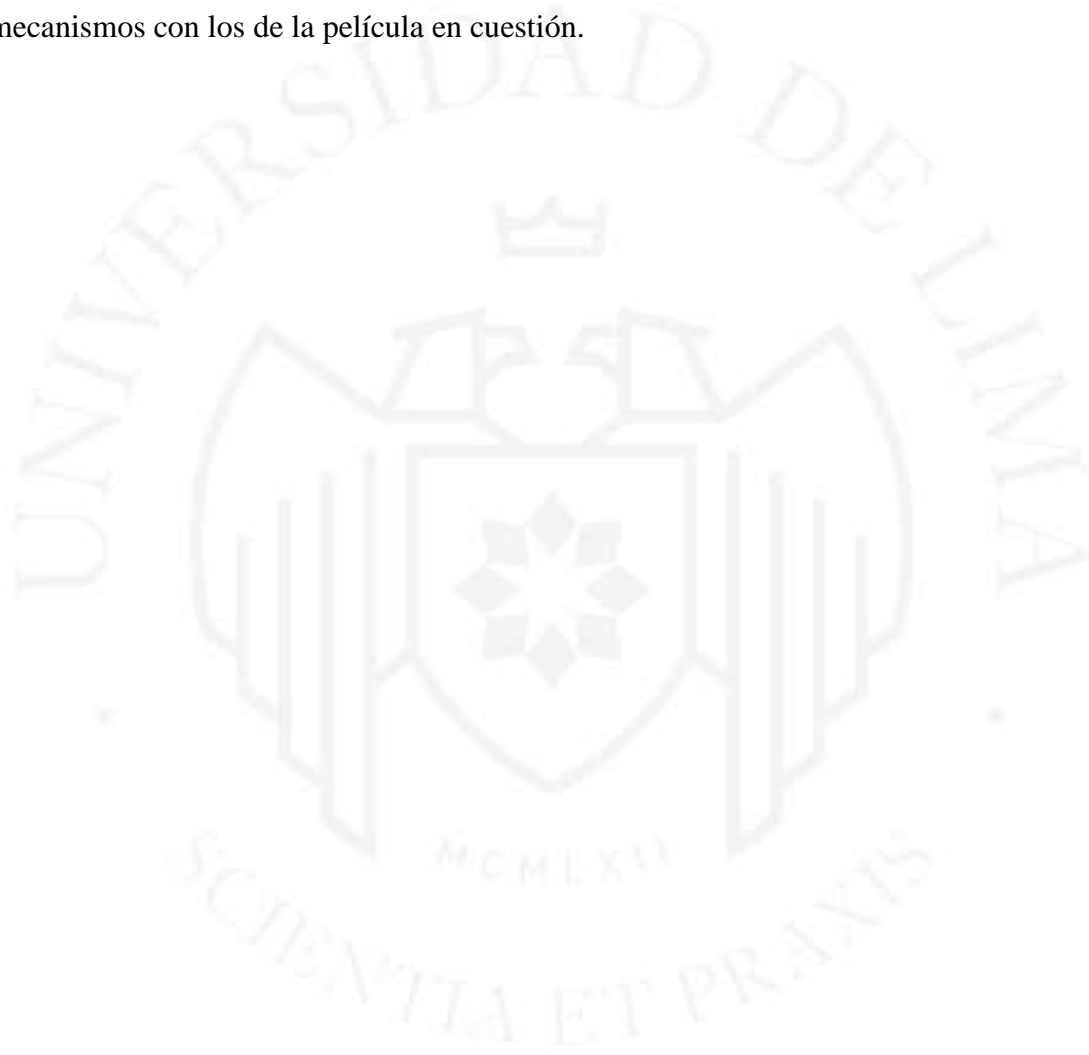 mecanismos con los de la película en cuestión.
UNIVERSIDAD DE LIMA
MCMLXII
SCIENTIA ET PRAXIS